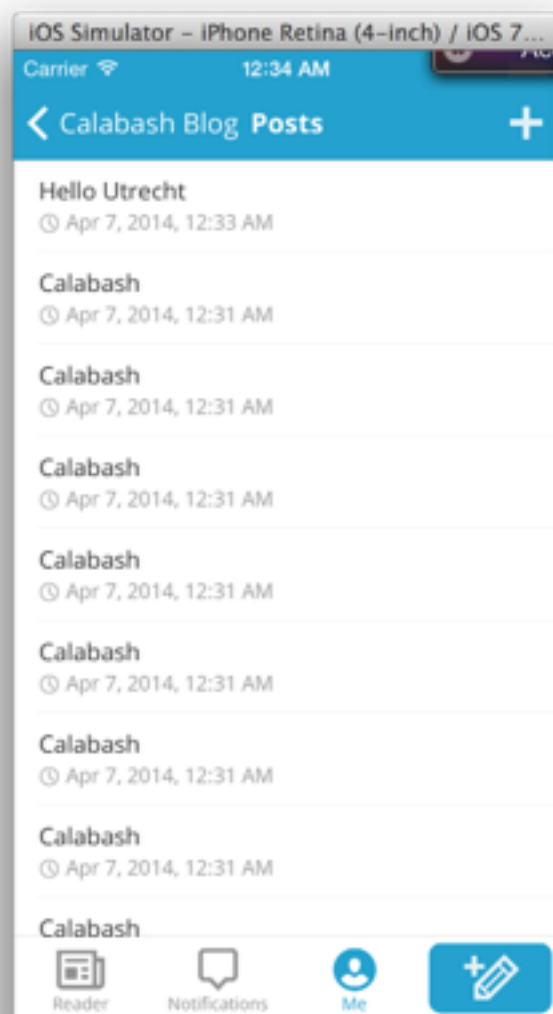 iOS Simulator – iPhone Retina (4-inch) / iOS 7...
Carrier 12:34 AM
Calabash Blog Posts
Hello Utrecht
Apr 7, 2014, 12:33 AM
Calabash
Apr 7, 2014, 12:31 AM
Calabash
Apr 7, 2014, 12:31 AM
Calabash
Apr 7, 2014, 12:31 AM
Calabash
Apr 7, 2014, 12:31 AM
Calabash
Apr 7, 2014, 12:31 AM
Calabash
Apr 7, 2014, 12:31 AM
Calabash
Apr 7, 2014, 12:31 AM
Calabash
Reader Notifications Me